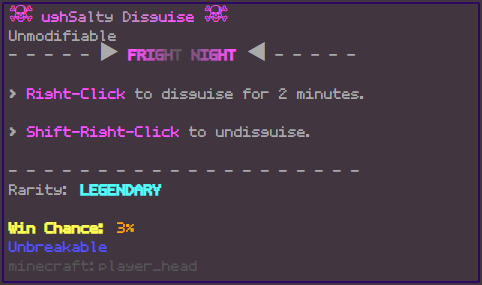 ☠ ughSalty Disguise ☠
Unmodifiable
- - - - - ▶ FRIGHT NIGHT ◀ - - - - -
> Right-Click to disguise for 2 minutes.
> Shift-Right-Click to undisguise.
- - - - - - - - - - - - - - - - - - - - -
Rarity: LEGENDARY
Win Chance: 3%
Unbreakable
minecraft:player_head